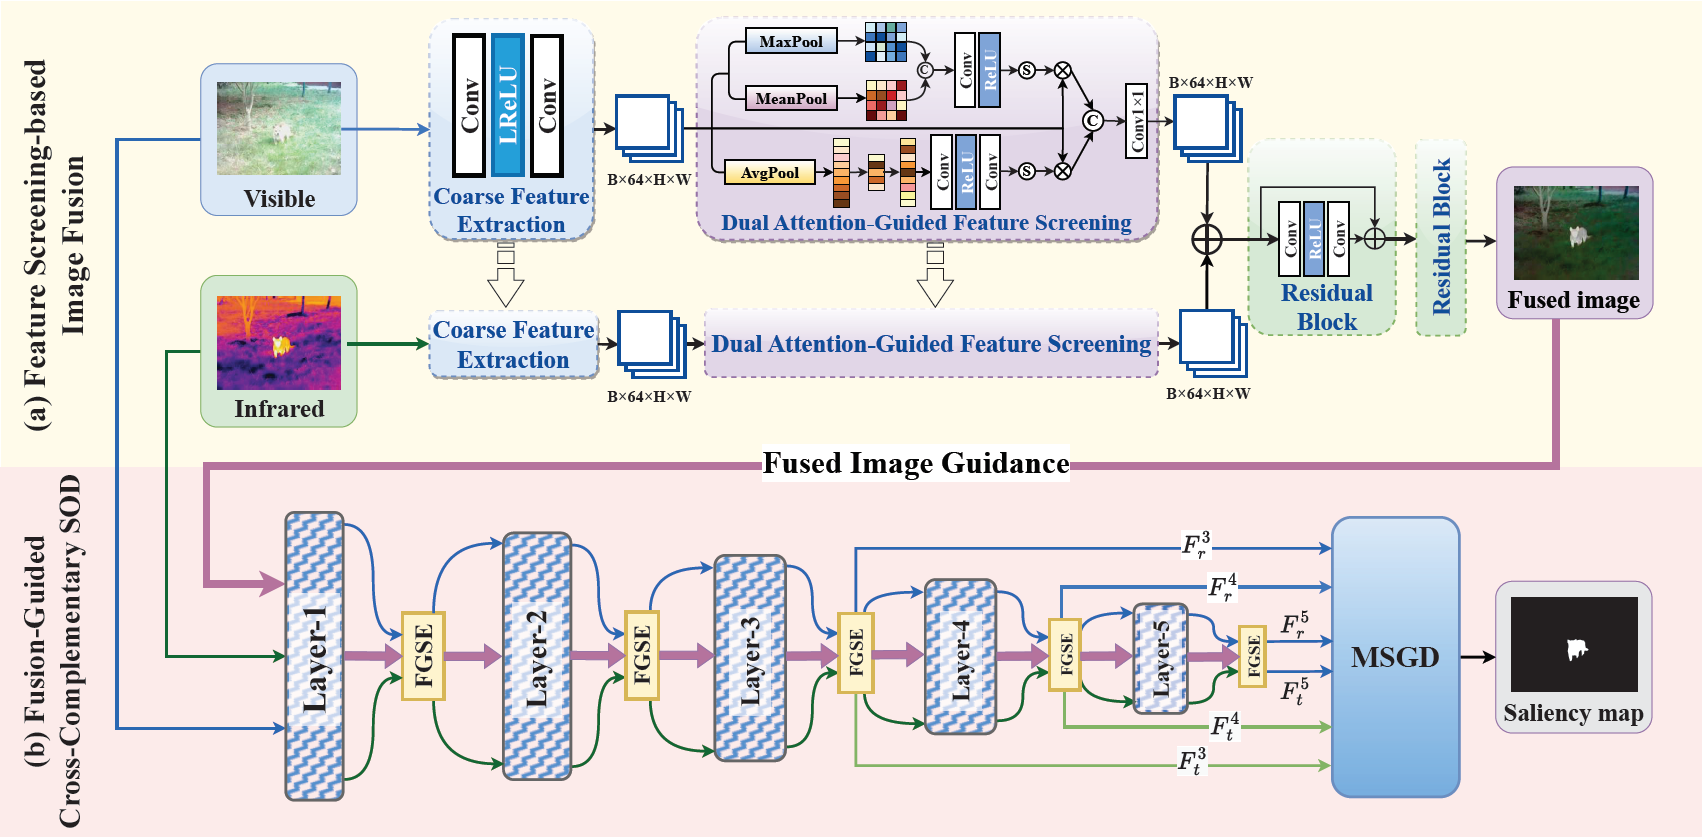 (a) Feature Screening-based
Image Fusion
Visible
Infrared
Conv
LReLU
Conv
Coarse Feature
Extraction
B×64×H×W
MaxPool
MeanPool
AvgPool
C
Conv
ReLU
S
Conv
ReLU
Conv
S
C
Conv1×1
Dual Attention-Guided Feature Screening
B×64×H×W
Coarse Feature
Extraction
B×64×H×W
Dual Attention-Guided Feature Screening
B×64×H×W
Conv
ReLU
Conv
Residual
Block
Residual Block
Fused image
Fused Image Guidance
(b) Fusion-Guided
Cross-Complementary SOD
Layer-1
FGSE
Layer-2
FGSE
Layer-3
FGSE
Layer-4
FGSE
Layer-5
FGSE
F_r^3
F_r^4
F_r^5
F_t^5
F_t^4
F_t^3
MSGD
Saliency map